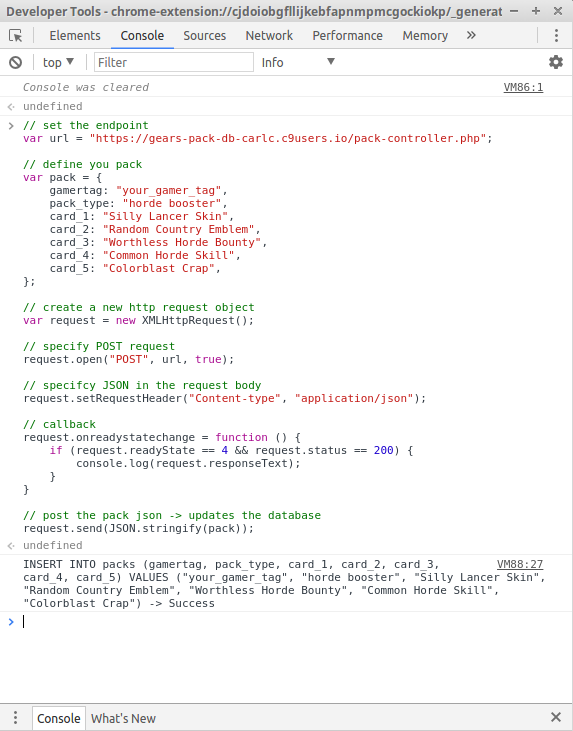 Developer Tools - chrome-extension://cjdoiobgfllijkebfapnmpmcgockiokp/_generat
Elements Console Sources Network Performance Memory »
top ▼ Filter Info ▼
Console was cleared VM86:1
undefined
// set the endpoint
var url = "https://gears-pack-db-carlc.c9users.io/pack-controller.php";
// define you pack
var pack = {
gamertag: "your_gamer_tag",
pack_type: "horde booster",
card_1: "Silly Lancer Skin",
card_2: "Random Country Emblem",
card_3: "Worthless Horde Bounty",
card_4: "Common Horde Skill",
card_5: "Colorblast Crap",
};
// create a new http request object
var request = new XMLHttpRequest();
// specify POST request
request.open("POST", url, true);
// specifcy JSON in the request body
request.setRequestHeader("Content-type", "application/json");
// callback
request.onreadystatechange = function () {
if (request.readyState == 4 && request.status == 200) {
console.log(request.responseText);
}
}
// post the pack json -> updates the database
request.send(JSON.stringify(pack));
undefined
INSERT INTO packs (gamertag, pack_type, card_1, card_2, card_3, VM88:27
card_4, card_5) VALUES ("your_gamer_tag", "horde booster", "Silly Lancer Skin",
"Random Country Emblem", "Worthless Horde Bounty", "Common Horde Skill",
"Colorblast Crap") -> Success
Console What's New